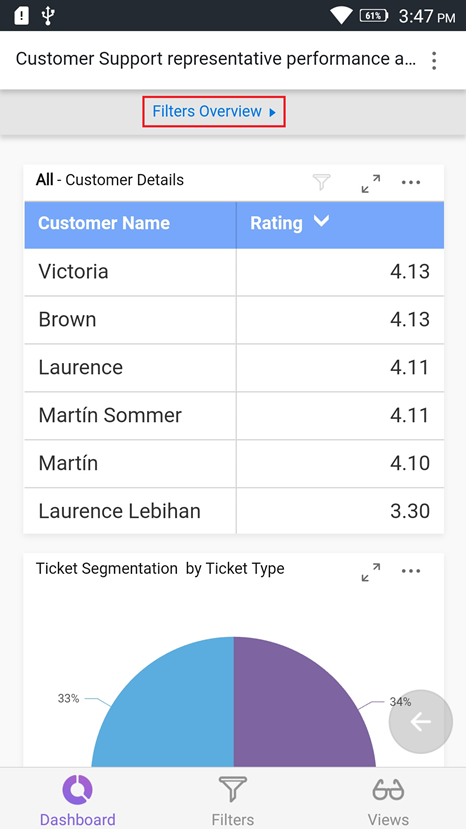 61% 3:47 PM
Customer Support representative performance a...
Filters Overview
All - Customer Details
Customer Name Rating
Victoria 4.13
Brown 4.13
Laurence 4.11
Martín Sommer 4.11
Martín 4.10
Laurence Lebihan 3.30
Ticket Segmentation by Ticket Type
33% 34%
Dashboard Filters Views